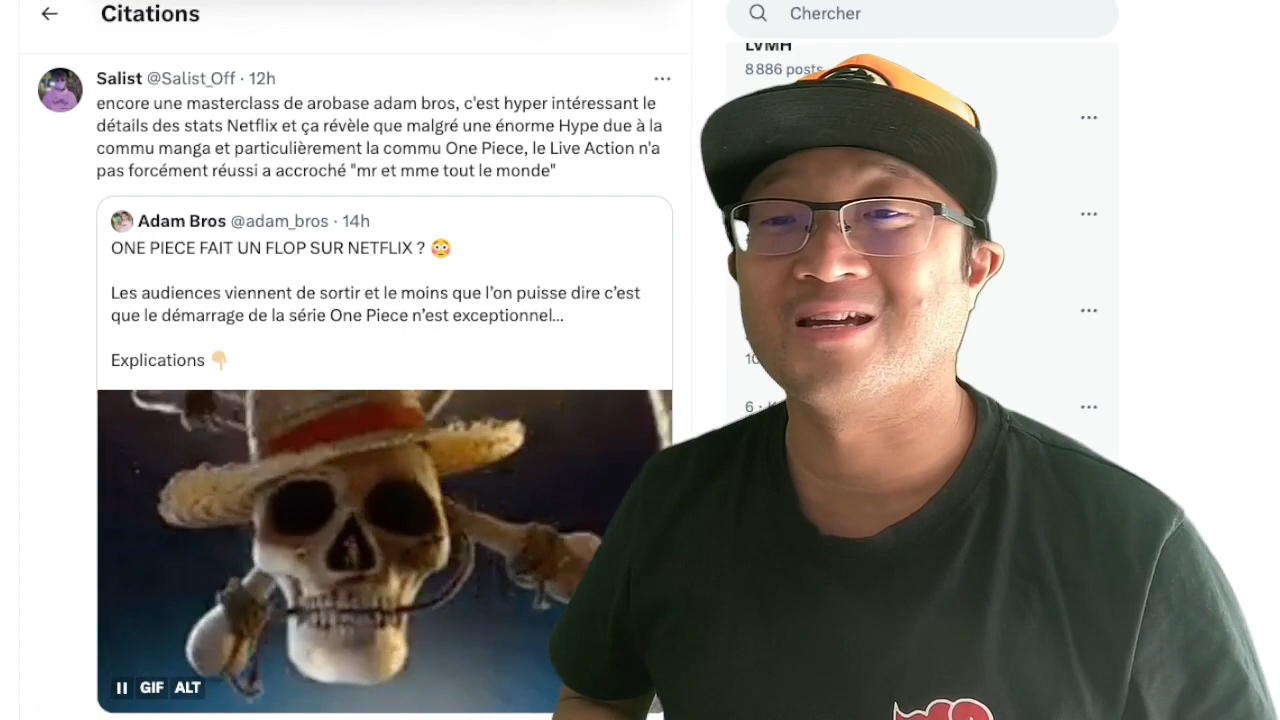 Citations
Chercher
LVMH
8 886 posts
Salist @Salist_Off · 12h
encore une masterclass de arobase adam bros, c'est hyper intéressant le
détails des stats Netflix et ça révèle que malgré une énorme Hype due à la
commu manga et particulièrement la commu One Piece, le Live Action n'a
pas forcément réussi a accroché "mr et mme tout le monde"
Adam Bros @adam_bros · 14h
ONE PIECE FAIT UN FLOP SUR NETFLIX ? 😳
Les audiences viennent de sortir et le moins que l’on puisse dire c’est
que le démarrage de la série One Piece n’est exceptionnel...
Explications 👇🏼
GIF ALT